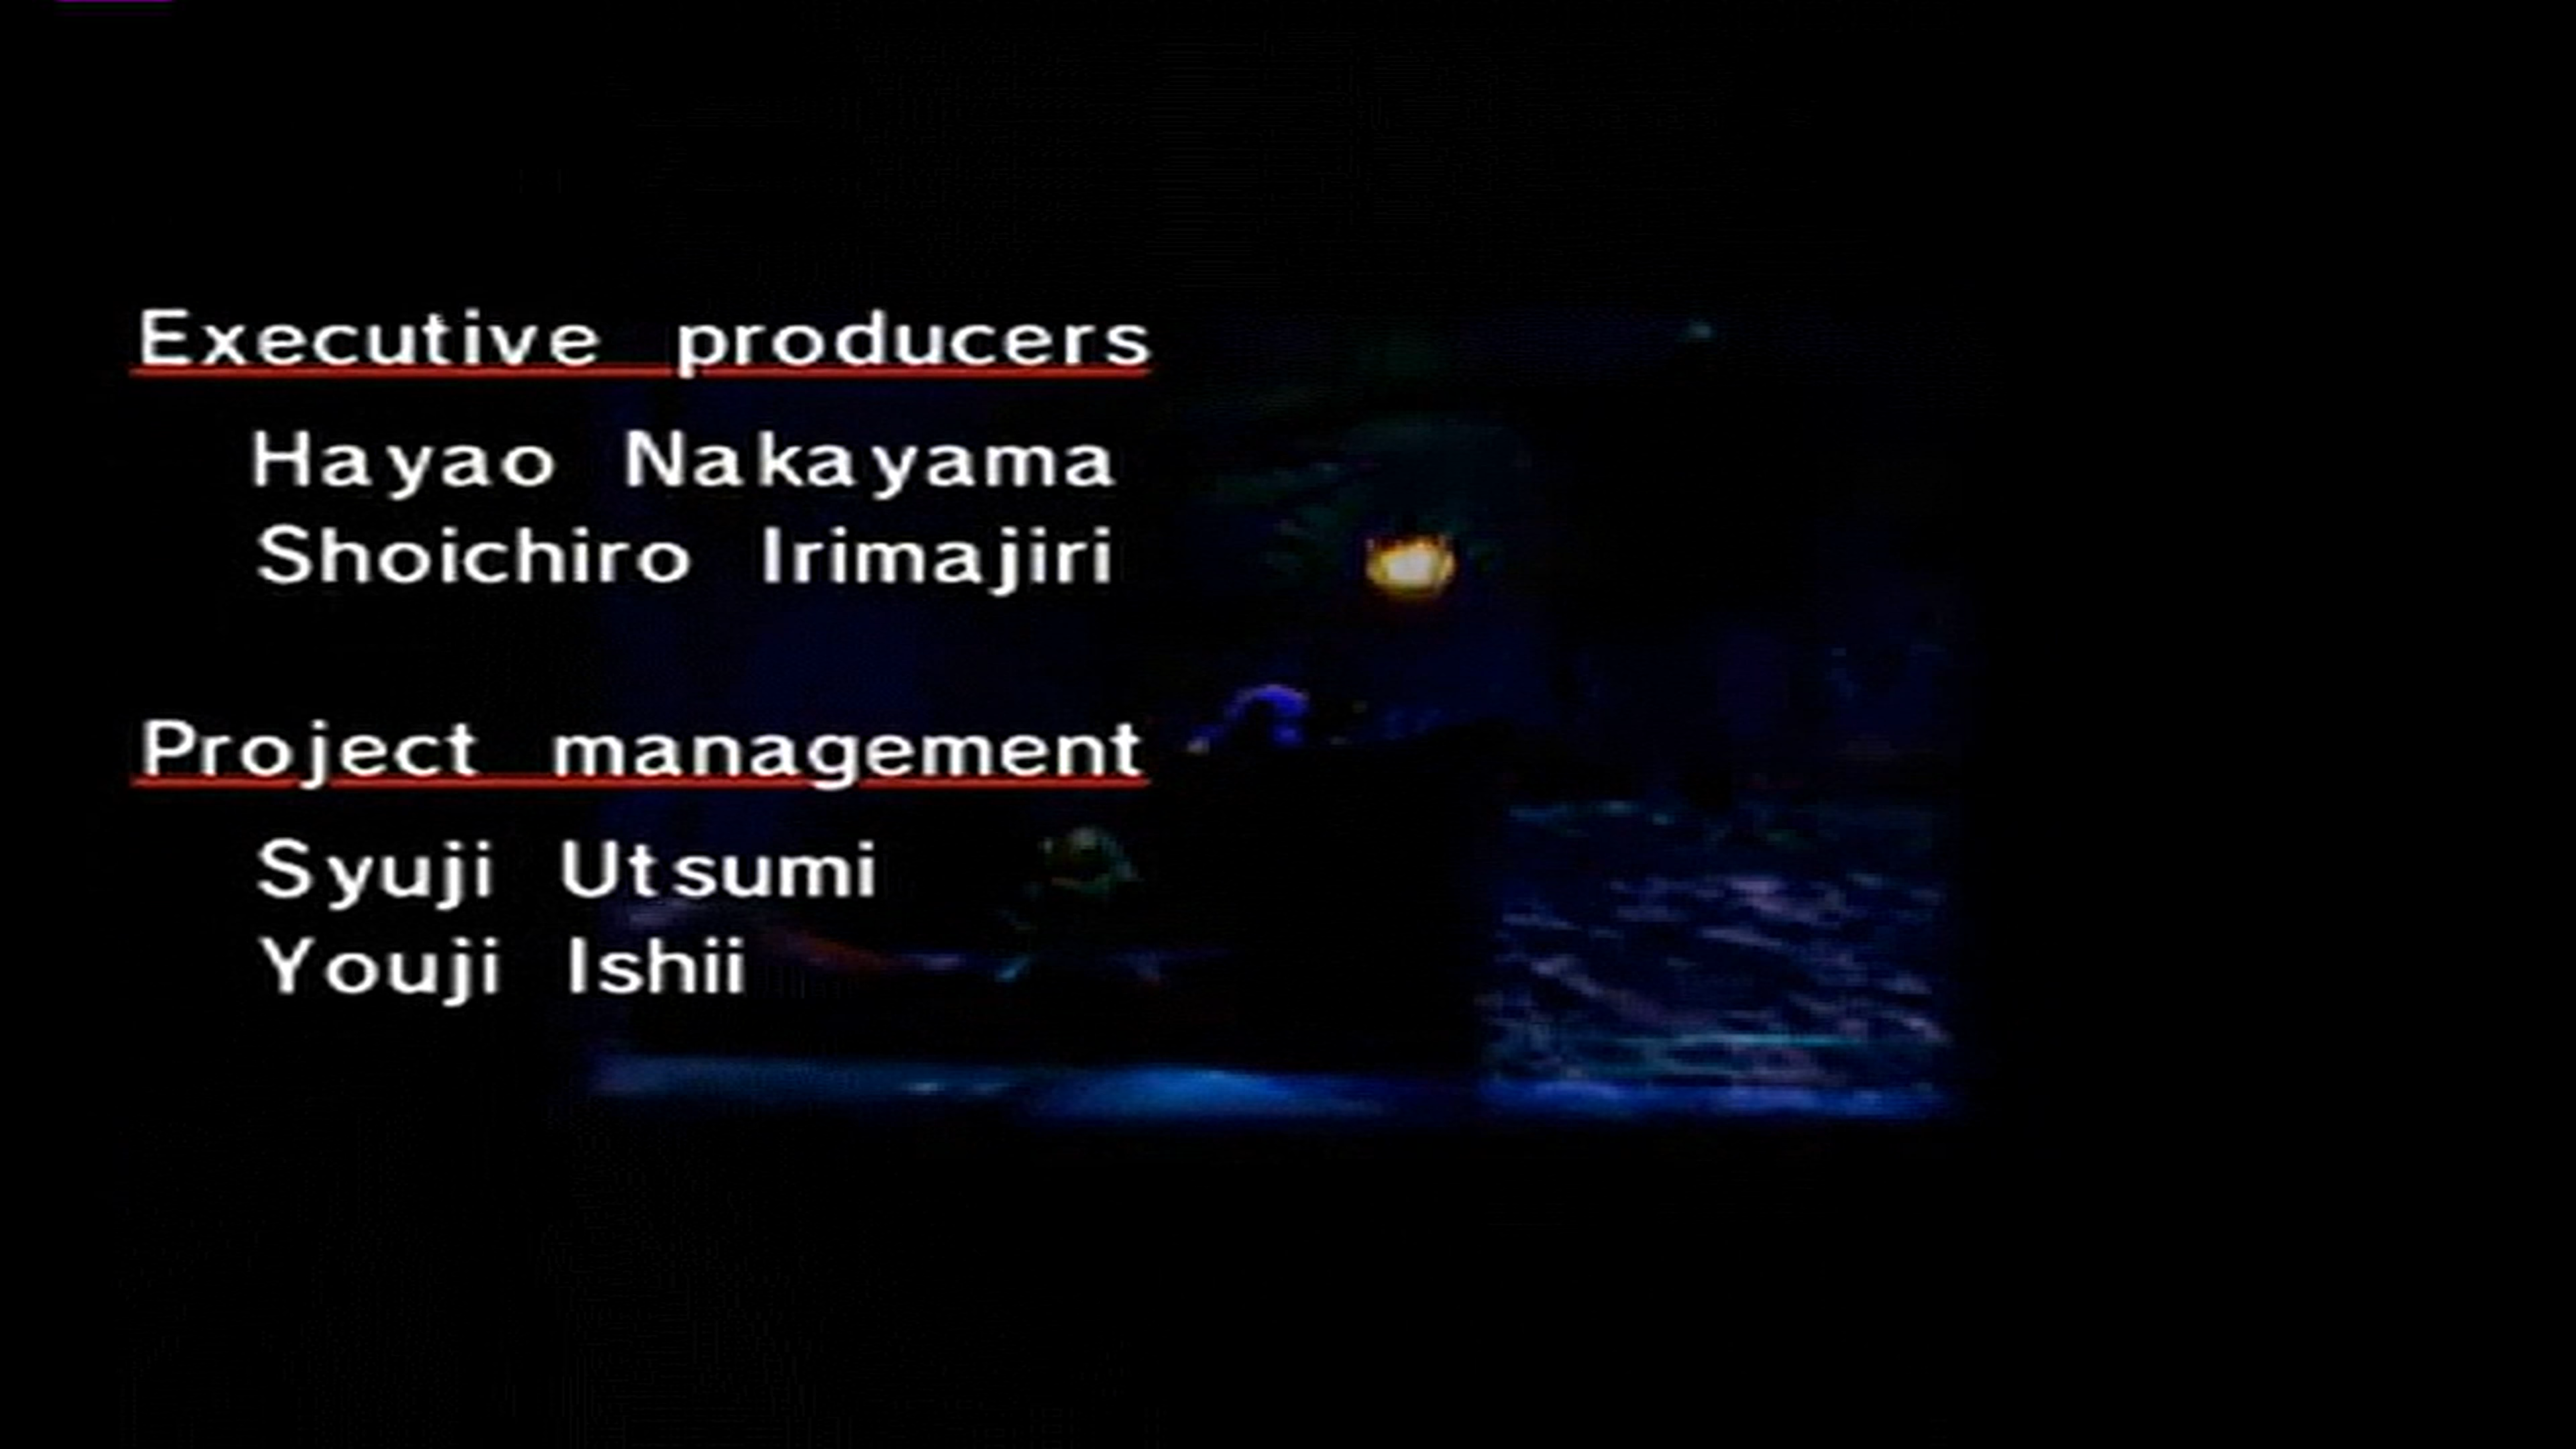 Executive producers
Hayao Nakayama
Shoichiro Irimajiri
Project management
Syuji Utsumi
Youji Ishii